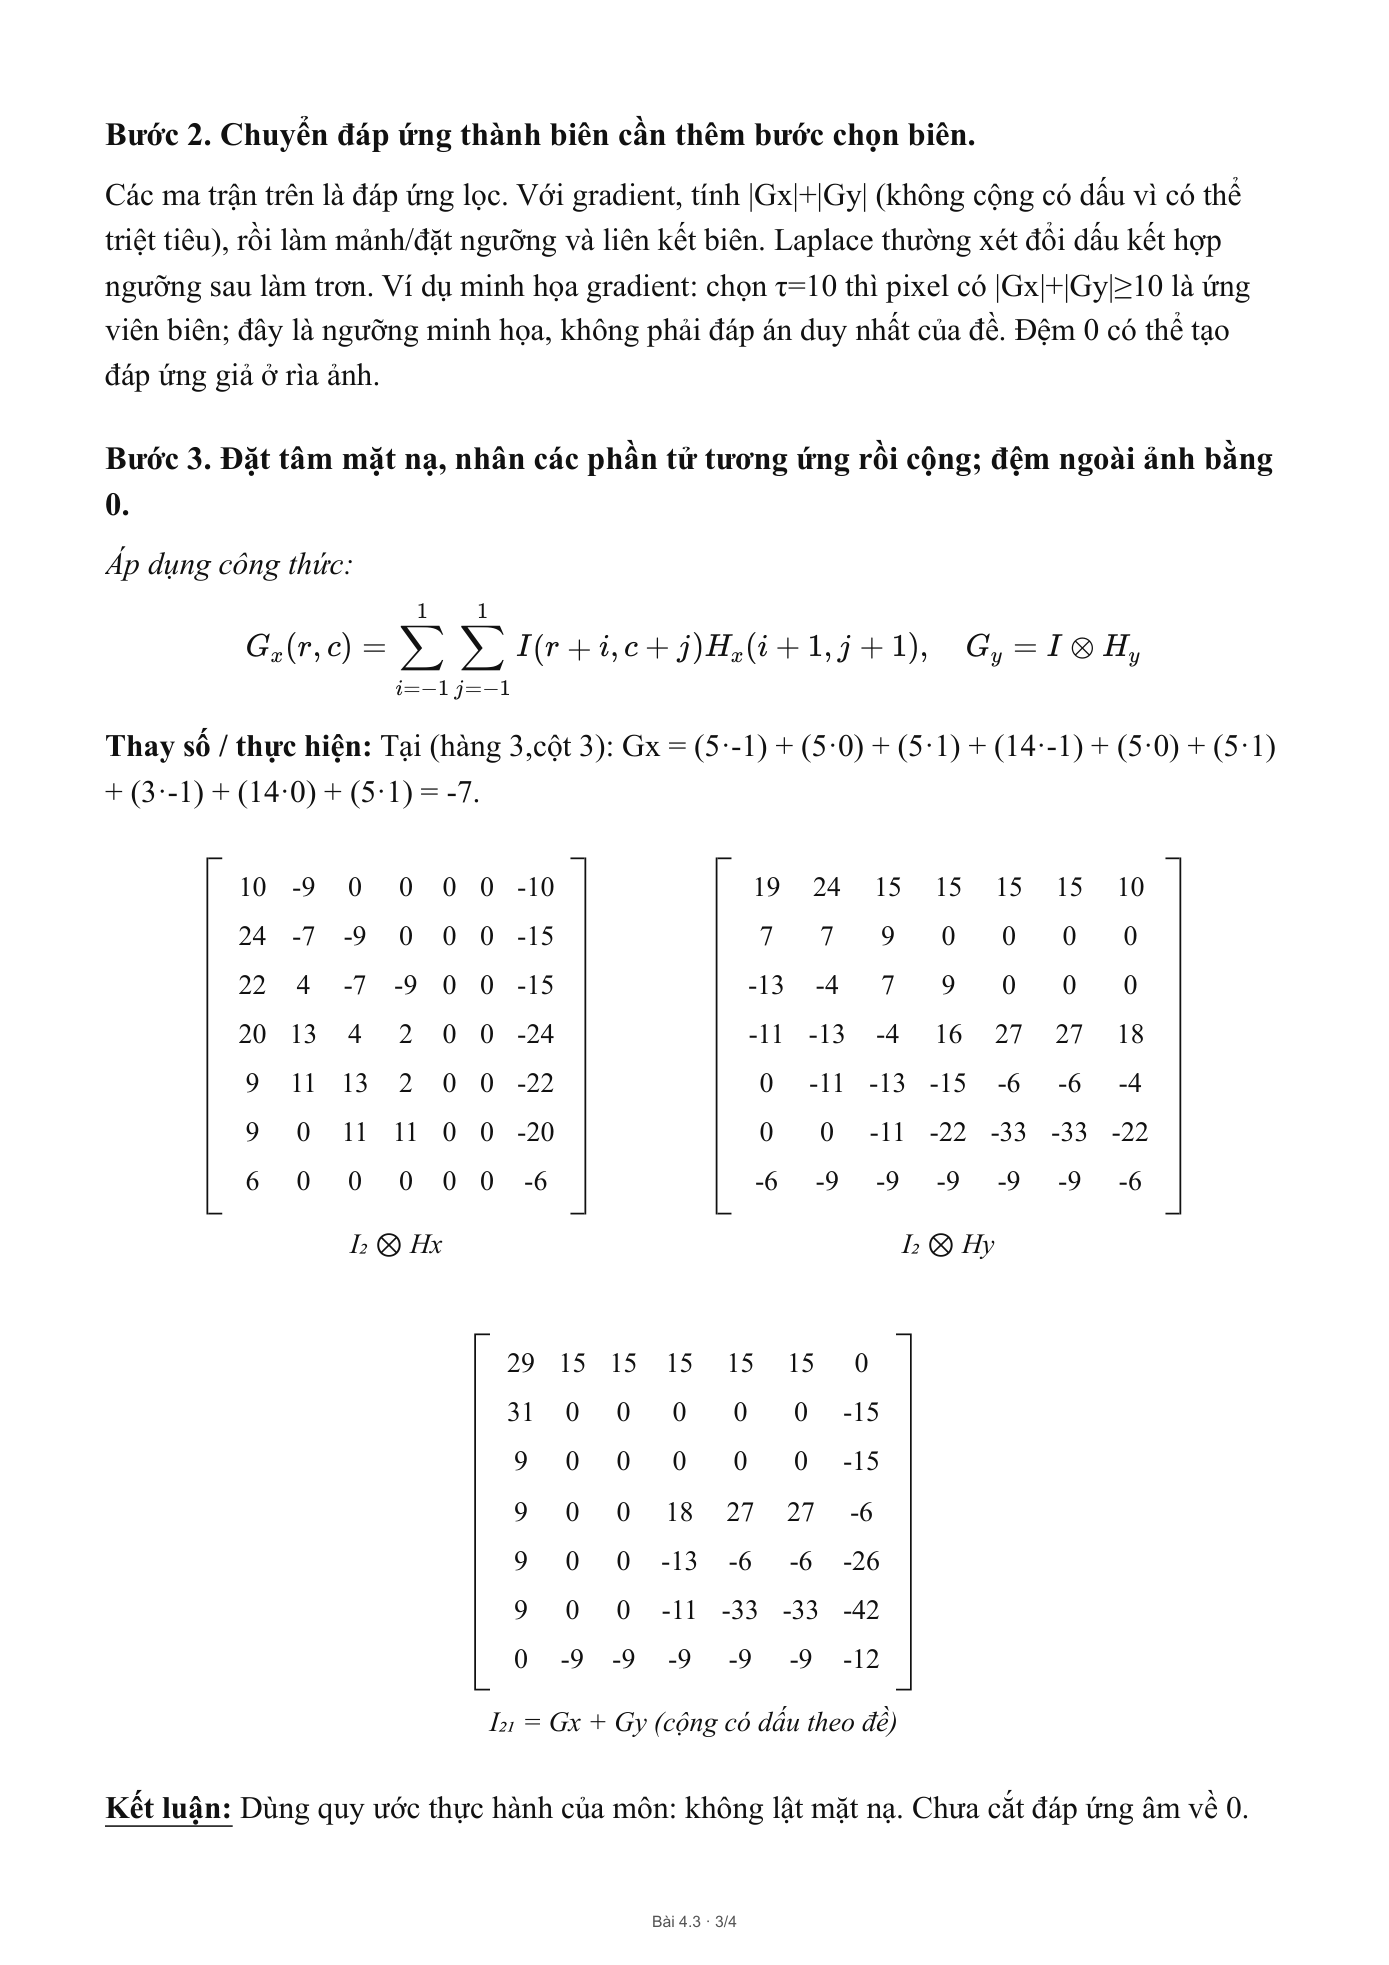 Bước 2. Chuyển đáp ứng thành biên cần thêm bước chọn biên.
Các ma trận trên là đáp ứng lọc. Với gradient, tính |Gx|+|Gy| (không cộng có dấu vì có thể
triệt tiêu), rồi làm mảnh/đặt ngưỡng và liên kết biên. Laplace thường xét đổi dấu kết hợp
ngưỡng sau làm trơn. Ví dụ minh họa gradient: chọn τ=10 thì pixel có |Gx|+|Gy|≥10 là ứng
viên biên; đây là ngưỡng minh họa, không phải đáp án duy nhất của đề. Đệm 0 có thể tạo
đáp ứng giả ở rìa ảnh.
Bước 3. Đặt tâm mặt nạ, nhân các phần tử tương ứng rồi cộng; đệm ngoài ảnh bằng
0.
Áp dụng công thức:
G_x(r, c) = ∑_{i=−1}^{1} ∑_{j=−1}^{1} I(r + i, c + j)H_x(i + 1, j + 1),  G_y = I ⊗ H_y
Thay số / thực hiện: Tại (hàng 3,cột 3): Gx = (5·-1) + (5·0) + (5·1) + (14·-1) + (5·0) + (5·1)
+ (3·-1) + (14·0) + (5·1) = -7.
10 -9 0 0 0 0 -10
24 -7 -9 0 0 0 -15
22 4 -7 -9 0 0 -15
20 13 4 2 0 0 -24
9 11 13 2 0 0 -22
9 0 11 11 0 0 -20
6 0 0 0 0 0 -6
I₂ ⊗ Hx
19 24 15 15 15 15 10
7 7 9 0 0 0 0
-13 -4 7 9 0 0 0
-11 -13 -4 16 27 27 18
0 -11 -13 -15 -6 -6 -4
0 0 -11 -22 -33 -33 -22
-6 -9 -9 -9 -9 -9 -6
I₂ ⊗ Hy
29 15 15 15 15 15 0
31 0 0 0 0 0 -15
9 0 0 0 0 0 -15
9 0 0 18 27 27 -6
9 0 0 -13 -6 -6 -26
9 0 0 -11 -33 -33 -42
0 -9 -9 -9 -9 -9 -12
I₂₁ = Gx + Gy (cộng có dấu theo đề)
Kết luận: Dùng quy ước thực hành của môn: không lật mặt nạ. Chưa cắt đáp ứng âm về 0.
Bài 4.3 · 3/4